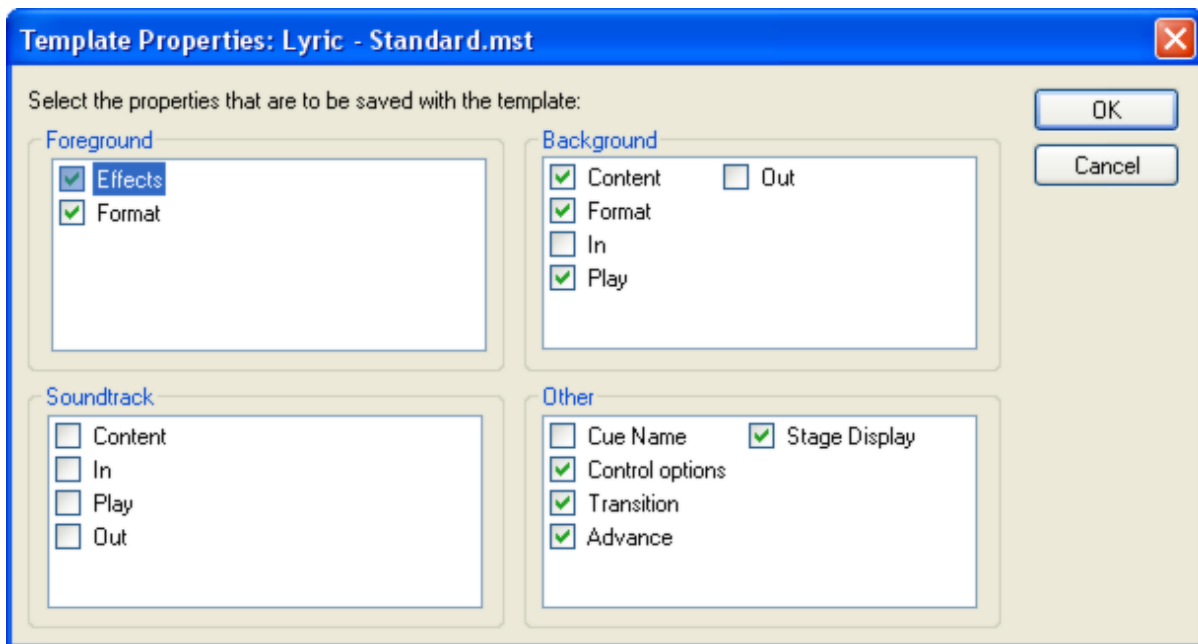 Template Properties: Lyric - Standard.mst
Select the properties that are to be saved with the template:
OK
Cancel
Foreground
Effects
Format
Background
Content Out
Format
In
Play
Soundtrack
Content
In
Play
Out
Other
Cue Name Stage Display
Control options
Transition
Advance